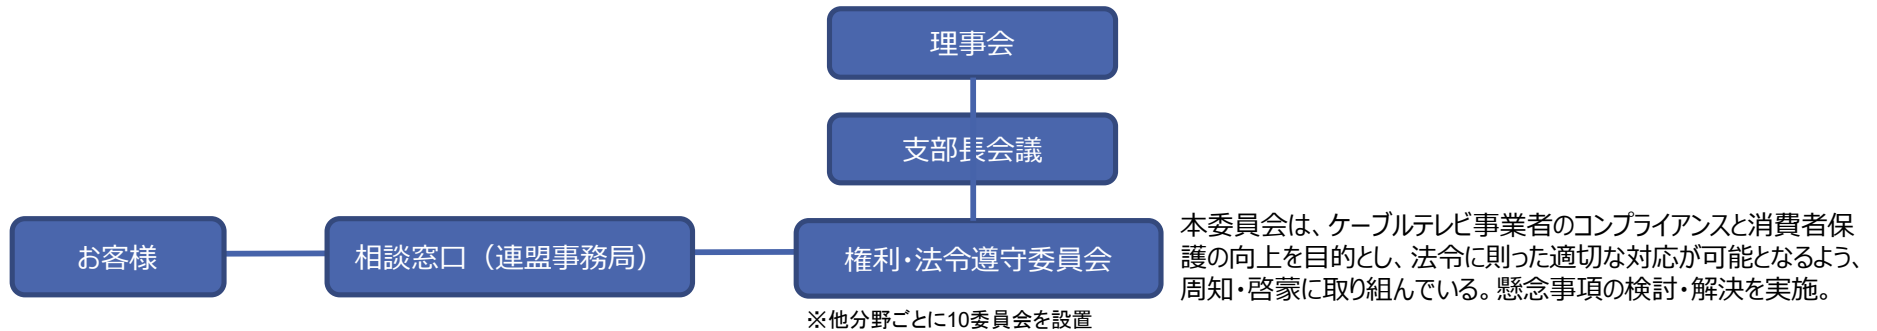 理事会
支部長会議
お客様
相談窓口（連盟事務局）
権利・法令遵守委員会
※他分野ごとに10委員会を設置
本委員会は、ケーブルテレビ事業者のコンプライアンスと消費者保
護の向上を目的とし、法令に則った適切な対応が可能となるよう、
周知・啓蒙に取り組んでいる。懸念事項の検討・解決を実施。